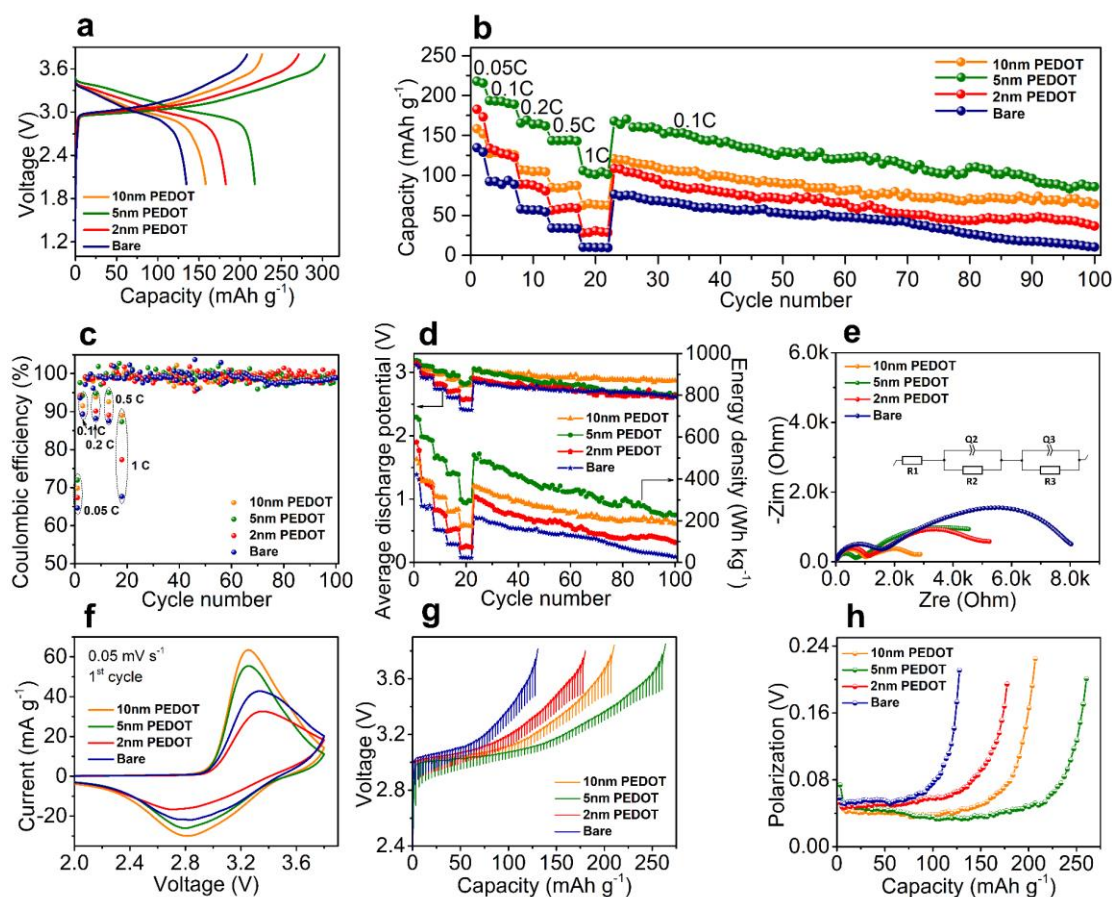 a
3.6
3.0
2.4
1.8
1.2
Voltage (V)
10nm PEDOT
5nm PEDOT
2nm PEDOT
Bare
0 50 100 150 200 250 300
Capacity (mAh g-1)
b
250
200
150
100
50
0
Capacity (mAh g-1)
0.05C
0.1C
0.2C
0.5C
1C
0.1C
10nm PEDOT
5nm PEDOT
2nm PEDOT
Bare
0 10 20 30 40 50 60 70 80 90 100
Cycle number
c
100
90
80
70
60
50
Coulombic efficiency (%)
0.1 C
0.2 C
0.5 C
1 C
0.05 C
10nm PEDOT
5nm PEDOT
2nm PEDOT
Bare
0 20 40 60 80 100
Cycle number
d
3
2
1
0
Average discharge potential (V)
10nm PEDOT
5nm PEDOT
2nm PEDOT
Bare
1000
800
600
400
200
0
Energy density (Wh kg-1)
0 20 40 60 80 100
Cycle number
e
6.0k
4.5k
3.0k
1.5k
0.0
-Zim (Ohm)
10nm PEDOT
5nm PEDOT
2nm PEDOT
Bare
Q2 Q3
R1
R2 R3
0.0 2.0k 4.0k 6.0k 8.0k
Zre (Ohm)
f
60
40
20
0
-20
Current (mA g-1)
0.05 mV s-1
1st cycle
10nm PEDOT
5nm PEDOT
2nm PEDOT
Bare
2.0 2.4 2.8 3.2 3.6
Voltage (V)
g
3.6
3.2
2.8
2.4
Voltage (V)
10nm PEDOT
5nm PEDOT
2nm PEDOT
Bare
0 50 100 150 200 250
Capacity (mAh g-1)
h
0.24
0.16
0.08
0.00
Polarization (V)
10nm PEDOT
5nm PEDOT
2nm PEDOT
Bare
0 50 100 150 200 250
Capacity (mAh g-1)